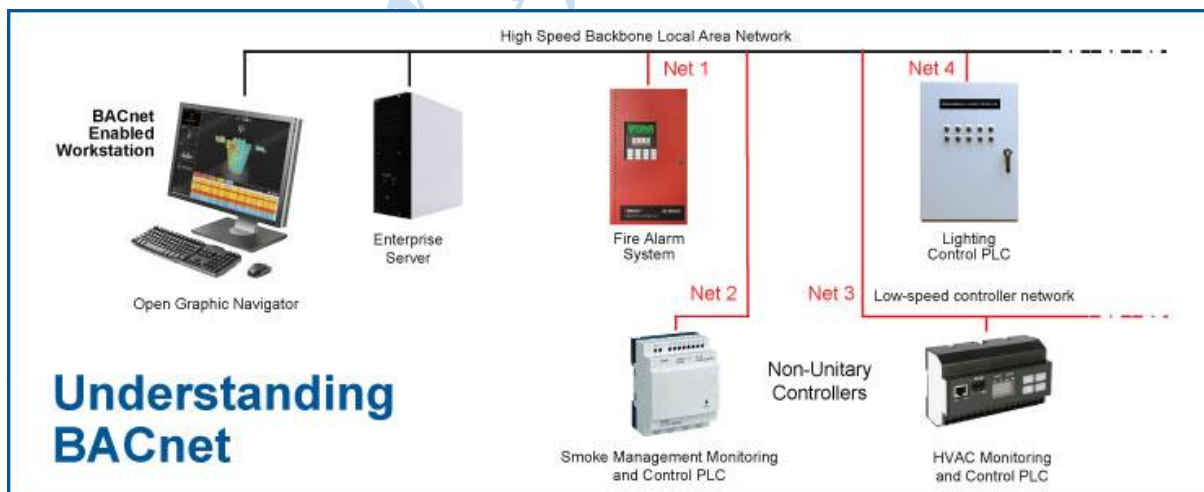 High Speed Backbone Local Area Network
Net 1
Net 4
BACnet
Enabled
Workstation
Enterprise
Server
Fire Alarm
System
Lighting
Control PLC
Open Graphic Navigator
Net 2
Net 3
Low-speed controller network
Non-Unitary
Controllers
Understanding
BACnet
Smoke Management Monitoring
and Control PLC
HVAC Monitoring
and Control PLC